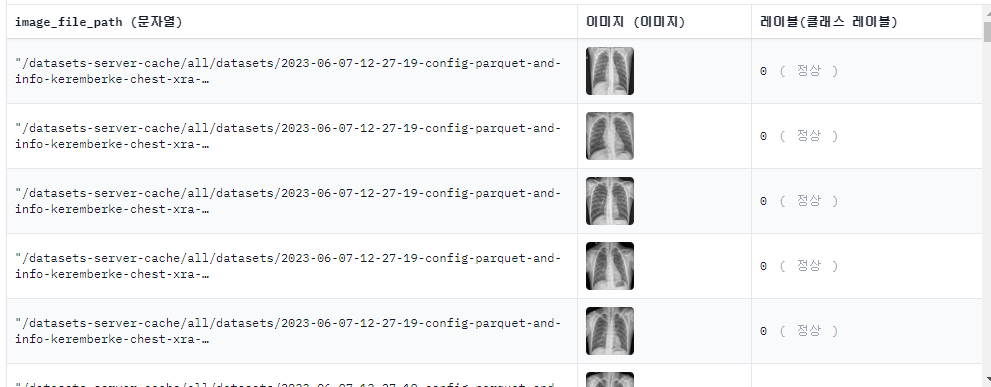 image_file_path (문자열) 이미지 (이미지) 레이블(클래스 레이블)
"/datasets-server-cache/all/datasets/2023-06-07-12-27-19-config-parquet-and-
info-keremberke-chest-xra-…
0 ( 정상 )
"/datasets-server-cache/all/datasets/2023-06-07-12-27-19-config-parquet-and-
info-keremberke-chest-xra-…
0 ( 정상 )
"/datasets-server-cache/all/datasets/2023-06-07-12-27-19-config-parquet-and-
info-keremberke-chest-xra-…
0 ( 정상 )
"/datasets-server-cache/all/datasets/2023-06-07-12-27-19-config-parquet-and-
info-keremberke-chest-xra-…
0 ( 정상 )
"/datasets-server-cache/all/datasets/2023-06-07-12-27-19-config-parquet-and-
info-keremberke-chest-xra-…
0 ( 정상 )